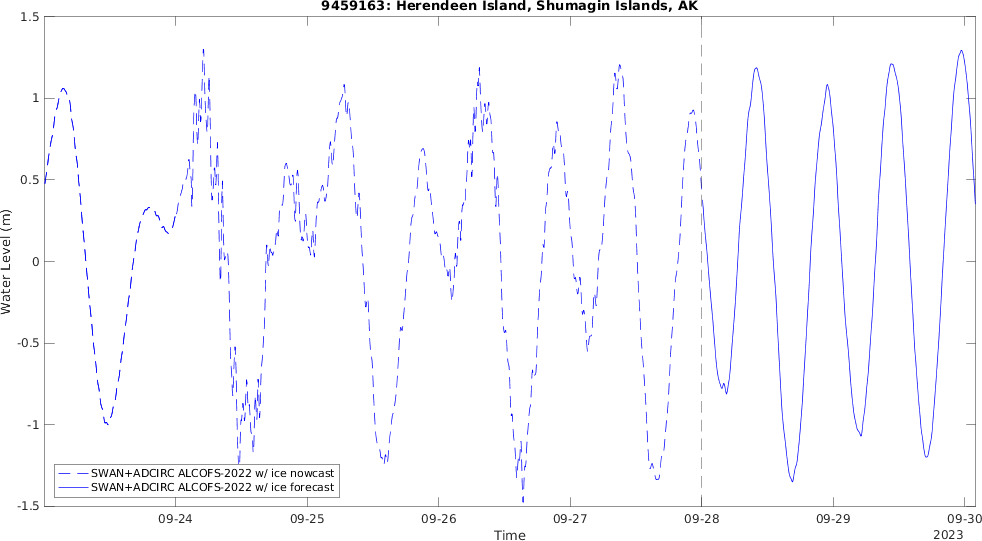 9459163: Herendeen Island, Shumagin Islands, AK
Water Level (m)
1.5
1
0.5
0
-0.5
-1
-1.5
SWAN+ADCIRC ALCOFS-2022 w/ ice nowcast
SWAN+ADCIRC ALCOFS-2022 w/ ice forecast
09-24 09-25 09-26 09-27 09-28 09-29 09-30
Time
2023